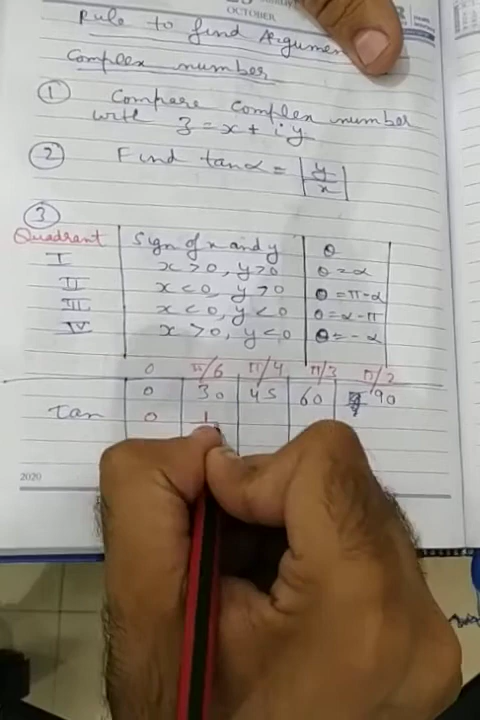 OCTOBER
Rule to find Argumen
Complex number
① Compare complex number
with z = x + iy
② Find tanα = |y/x|
③
Quadrant | Sign of x and y | θ
I | x > 0, y > 0 | θ = α
II | x < 0, y > 0 | θ = π - α
III | x < 0, y < 0 | θ = α - π
IV | x > 0, y < 0 | θ = - α
0 π/6 π/4 π/3 π/2
0 30 45 60 90
Tan 0 1
2020